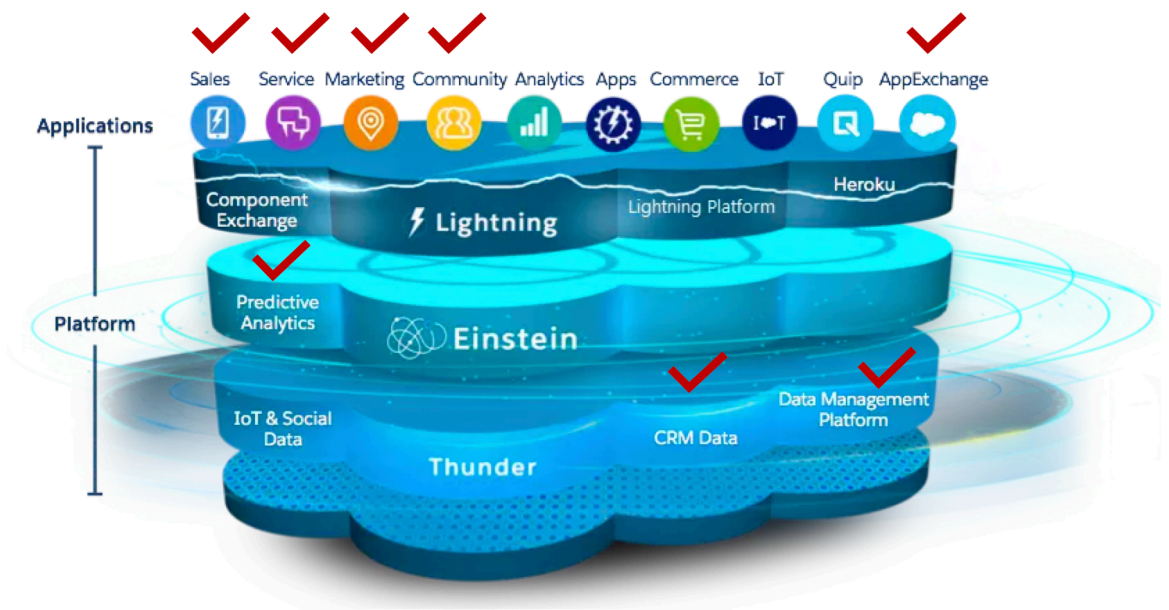 Sales Service Marketing Community Analytics Apps Commerce IoT Quip AppExchange
Applications
I T
Component
Exchange
Lightning
Lightning Platform
Heroku
Predictive
Analytics
Platform
Einstein
IoT & Social
Data
Thunder
CRM Data
Data Management
Platform